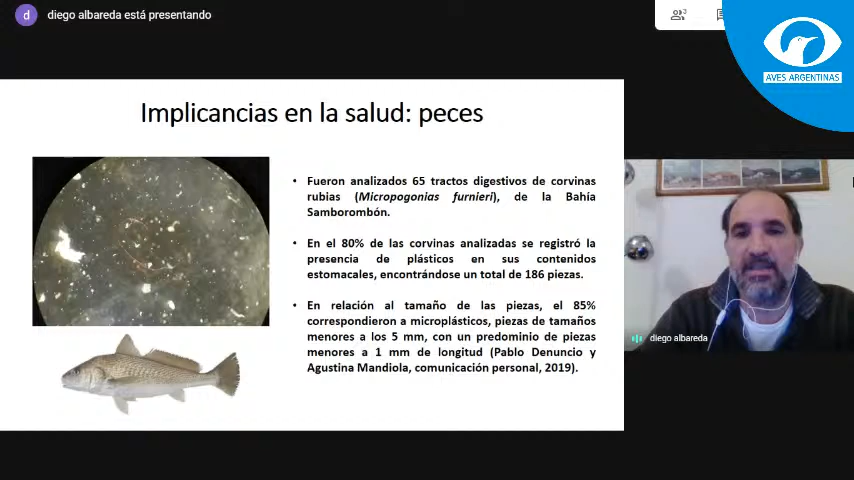 d
diego albareda está presentando
3
AVES ARGENTINAS
Implicancias en la salud: peces
• Fueron analizados 65 tractos digestivos de corvinas
rubias (Micropogonias furnieri), de la Bahía
Samborombón.
• En el 80% de las corvinas analizadas se registró la
presencia de plásticos en sus contenidos
estomacales, encontrándose un total de 186 piezas.
• En relación al tamaño de las piezas, el 85%
correspondieron a microplásticos, piezas de tamaños
menores a los 5 mm, con un predominio de piezas
menores a 1 mm de longitud (Pablo Denuncio y
Agustina Mandiola, comunicación personal, 2019).
diego albareda